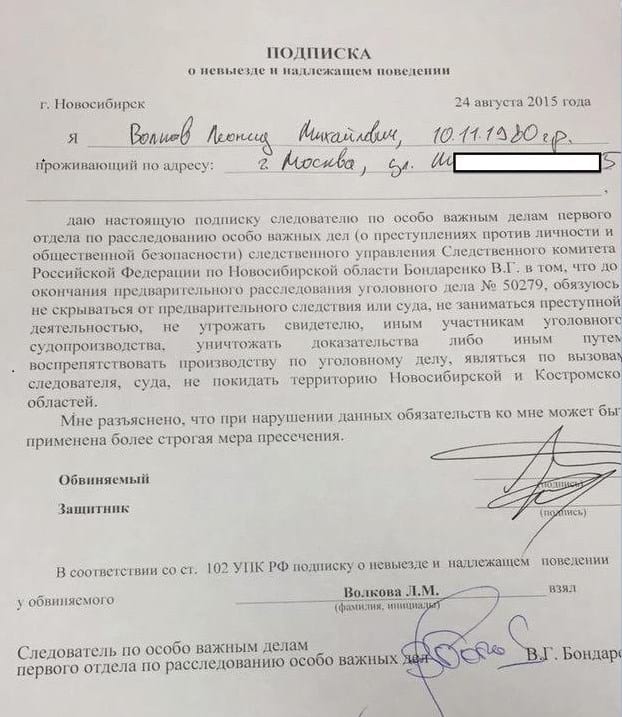 ПОДПИСКА
о невыезде и надлежащем поведении
г. Новосибирск 24 августа 2015 года
я Волков Леонид Михайлович, 10.11.1980 г.р.
проживающий по адресу: г. Москва, ул. 5
даю настоящую подписку следователю по особо важным делам первого
отдела по расследованию особо важных дел (о преступлениях против личности и
общественной безопасности) следственного управления Следственного комитета
Российской Федерации по Новосибирской области Бондаренко В.Г. в том, что до
окончания предварительного расследования уголовного дела № 50279, обязуюсь
не скрываться от предварительного следствия или суда, не заниматься преступной
деятельностью, не угрожать свидетелю, иным участникам уголовного
судопроизводства, уничтожать доказательства либо иным путем
воспрепятствовать производству по уголовному делу, являться по вызова
следователя, суда, не покидать территорию Новосибирской и Костромско
областей.
Мне разъяснено, что при нарушении данных обязательств ко мне может бы
применена более строгая мера пресечения.
Обвиняемый
(подпись)
Защитник
(подпись)
В соответствии со ст. 102 УПК РФ подписку о невыезде и надлежащем поведении
у обвиняемого Волкова Л.М. взял
(фамилия, инициалы)
Следователь по особо важным делам
первого отдела по расследованию особо важных дел В.Г. Бондар